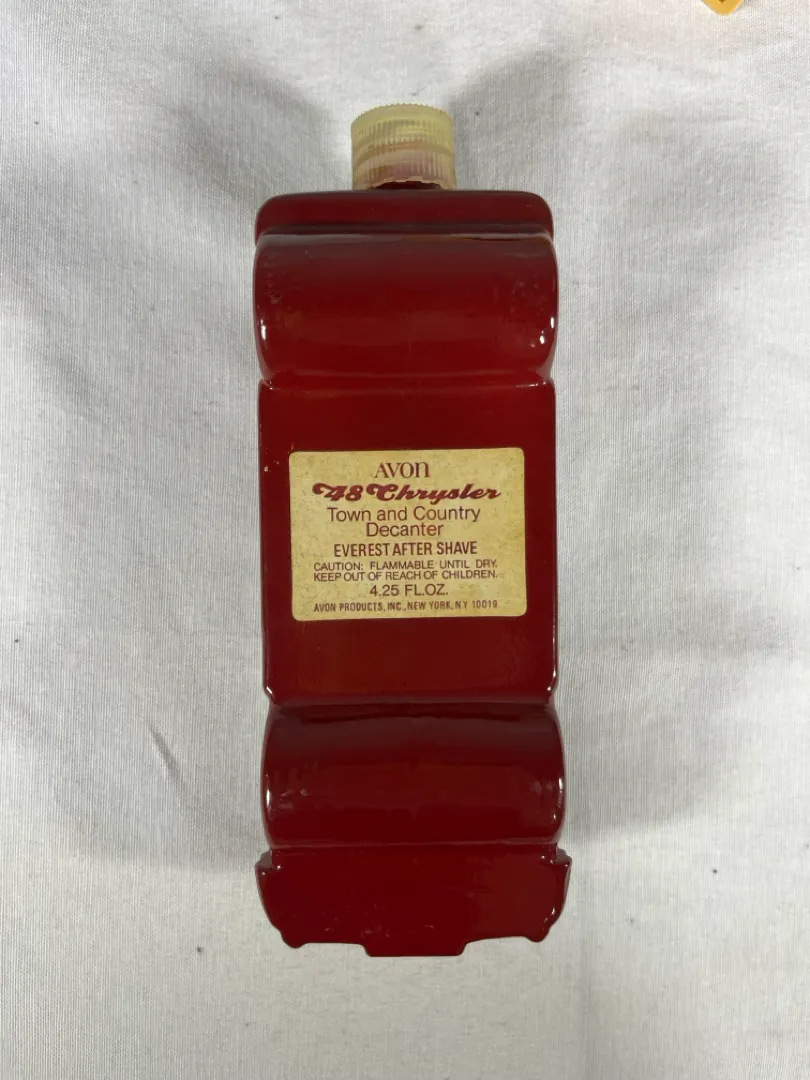 AVON
'48 Chrysler
Town and Country
Decanter
EVEREST AFTER SHAVE
CAUTION: FLAMMABLE UNTIL DRY.
KEEP OUT OF REACH OF CHILDREN.
4.25 FL.OZ.
AVON PRODUCTS, INC., NEW YORK, N.Y. 10019